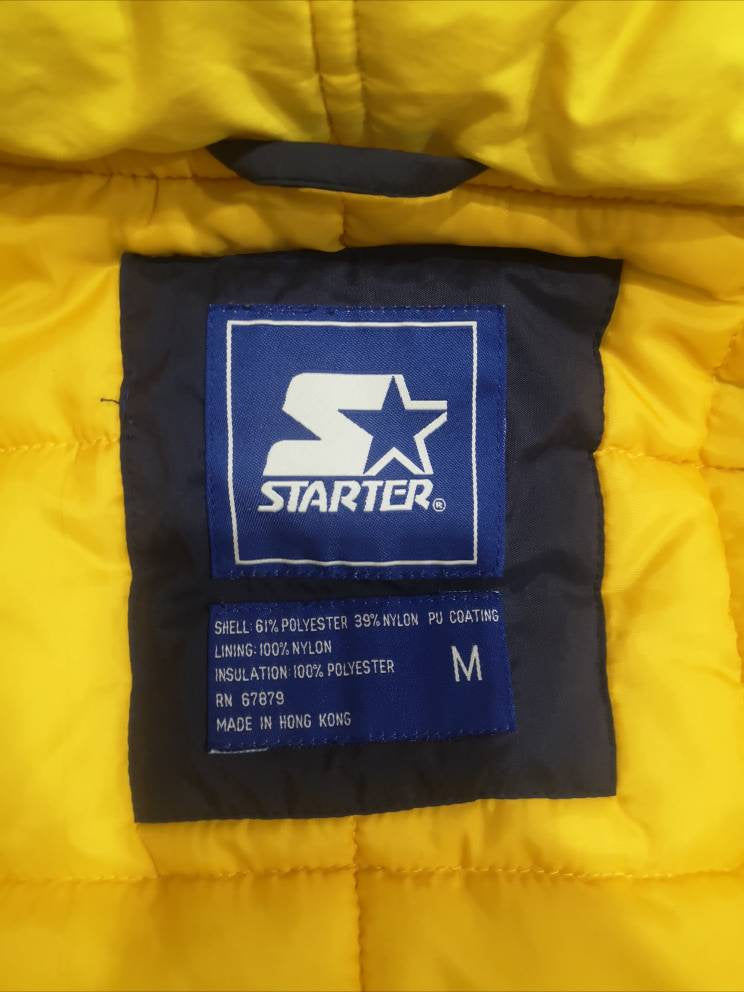 STARTER®
SHELL: 61% POLYESTER 39% NYLON PU COATING
LINING: 100% NYLON
INSULATION: 100% POLYESTER
M
RN 67879
MADE IN HONG KONG